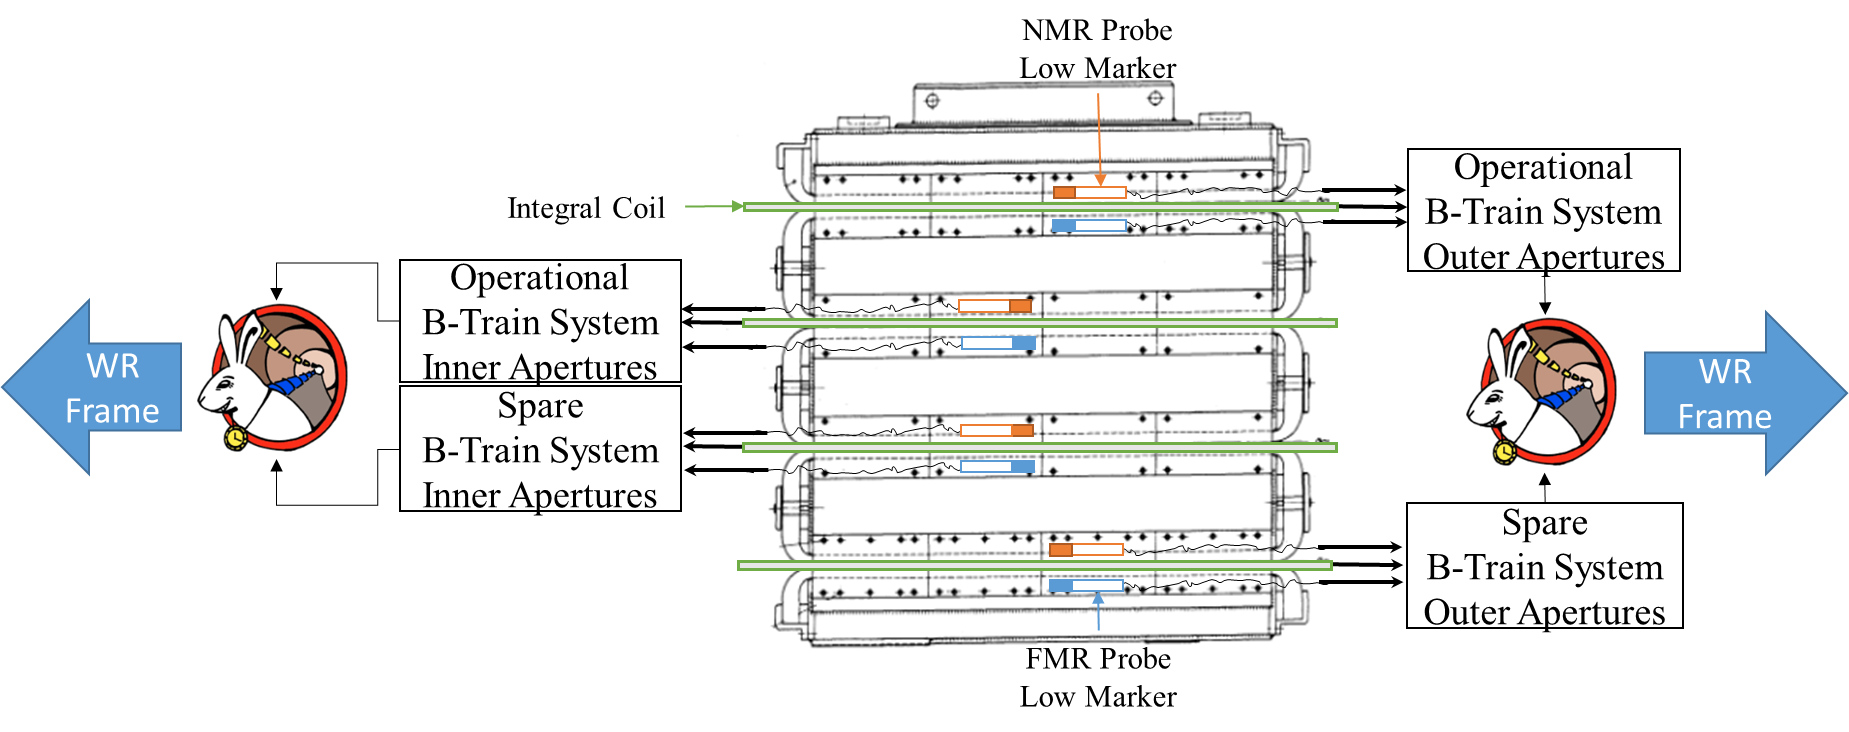 NMR Probe
Low Marker
Integral Coil
Operational
B-Train System
Outer Apertures
Operational
B-Train System
Inner Apertures
Spare
B-Train System
Inner Apertures
WR
Frame
WR
Frame
Spare
B-Train System
Outer Apertures
FMR Probe
Low Marker